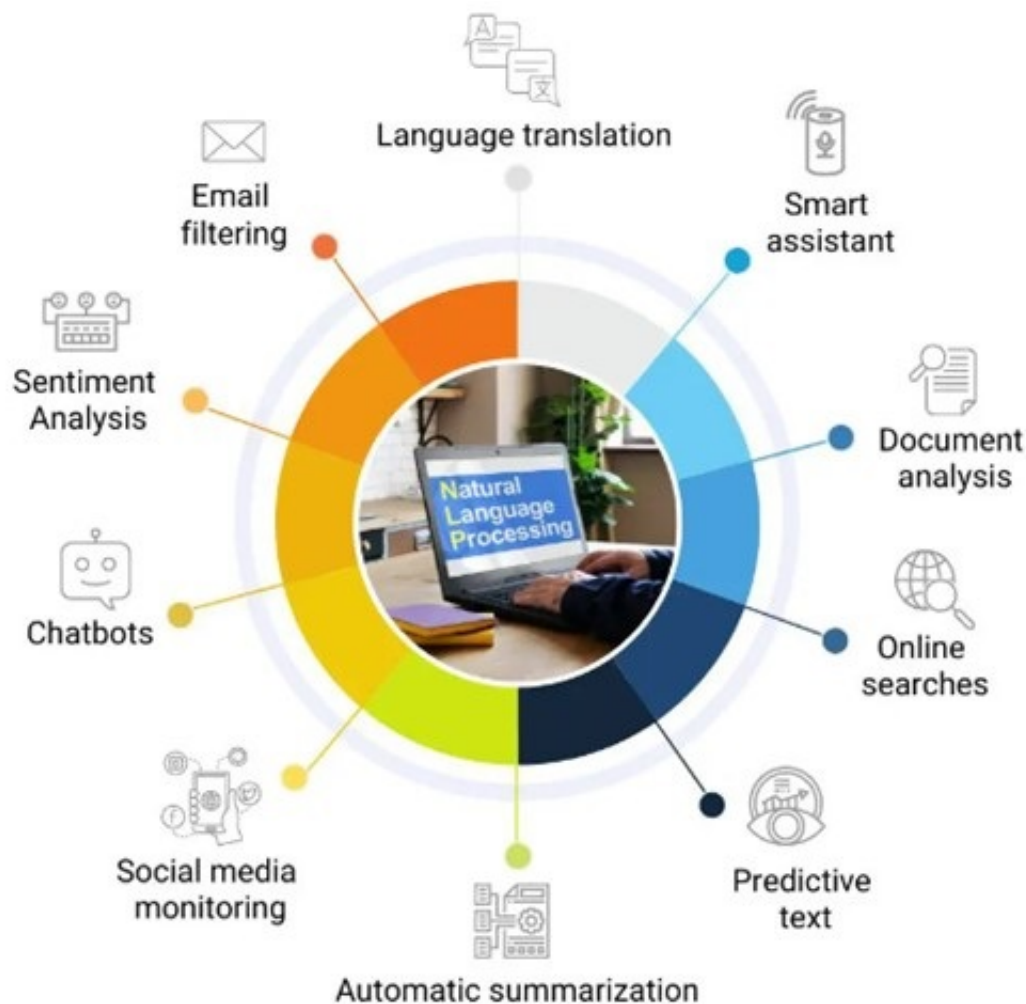 Language translation
Smart
assistant
Document
analysis
Online
searches
Predictive
text
Automatic summarization
Social media
monitoring
Chatbots
Sentiment
Analysis
Email
filtering
Natural
Language
Processing
A
文